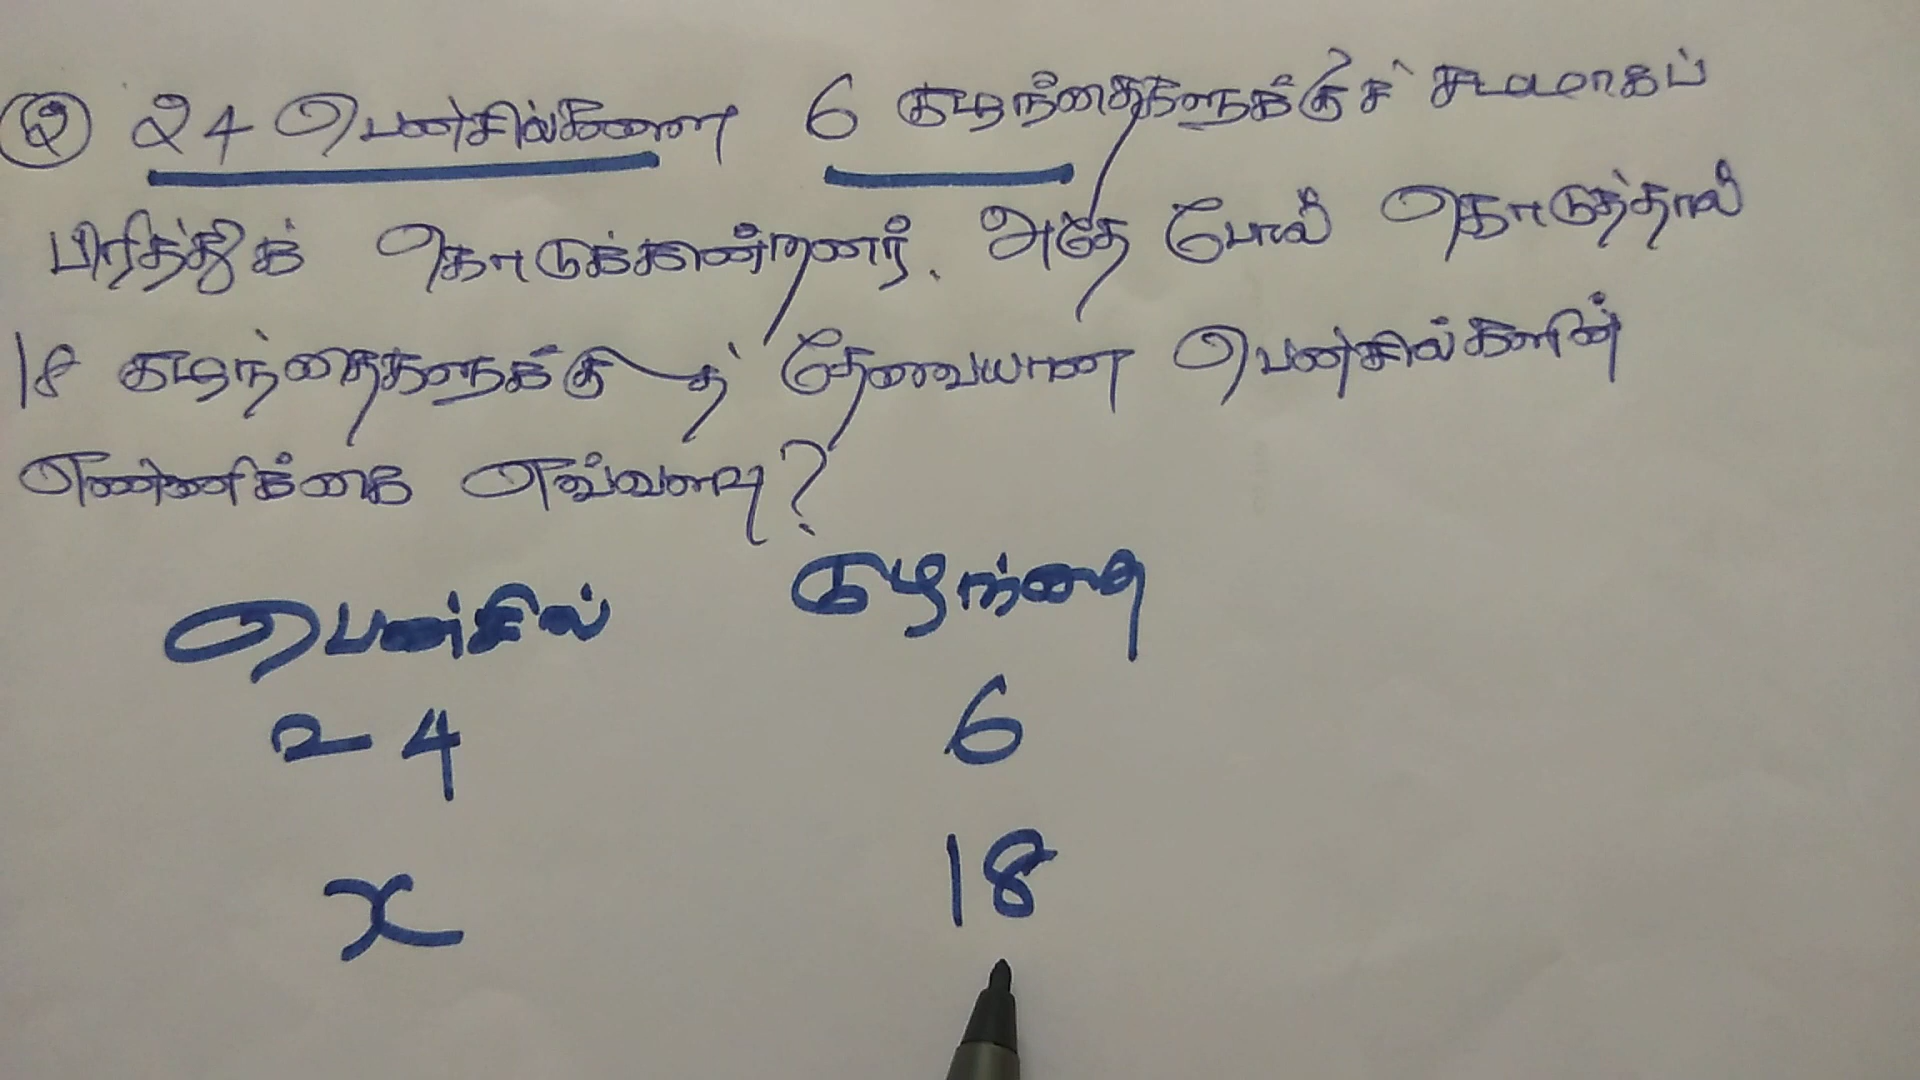 ② 24 பென்சில்களை 6 குழந்தைகளுக்குச் சமமாகப்
பிரித்துக் கொடுக்கின்றனர். அதே போல் கொடுத்தால்
18 குழந்தைகளுக்குத் தேவையான பென்சில்களின்
எண்ணிக்கை எவ்வளவு?
பென்சில் குழந்தை
24 6
x 18